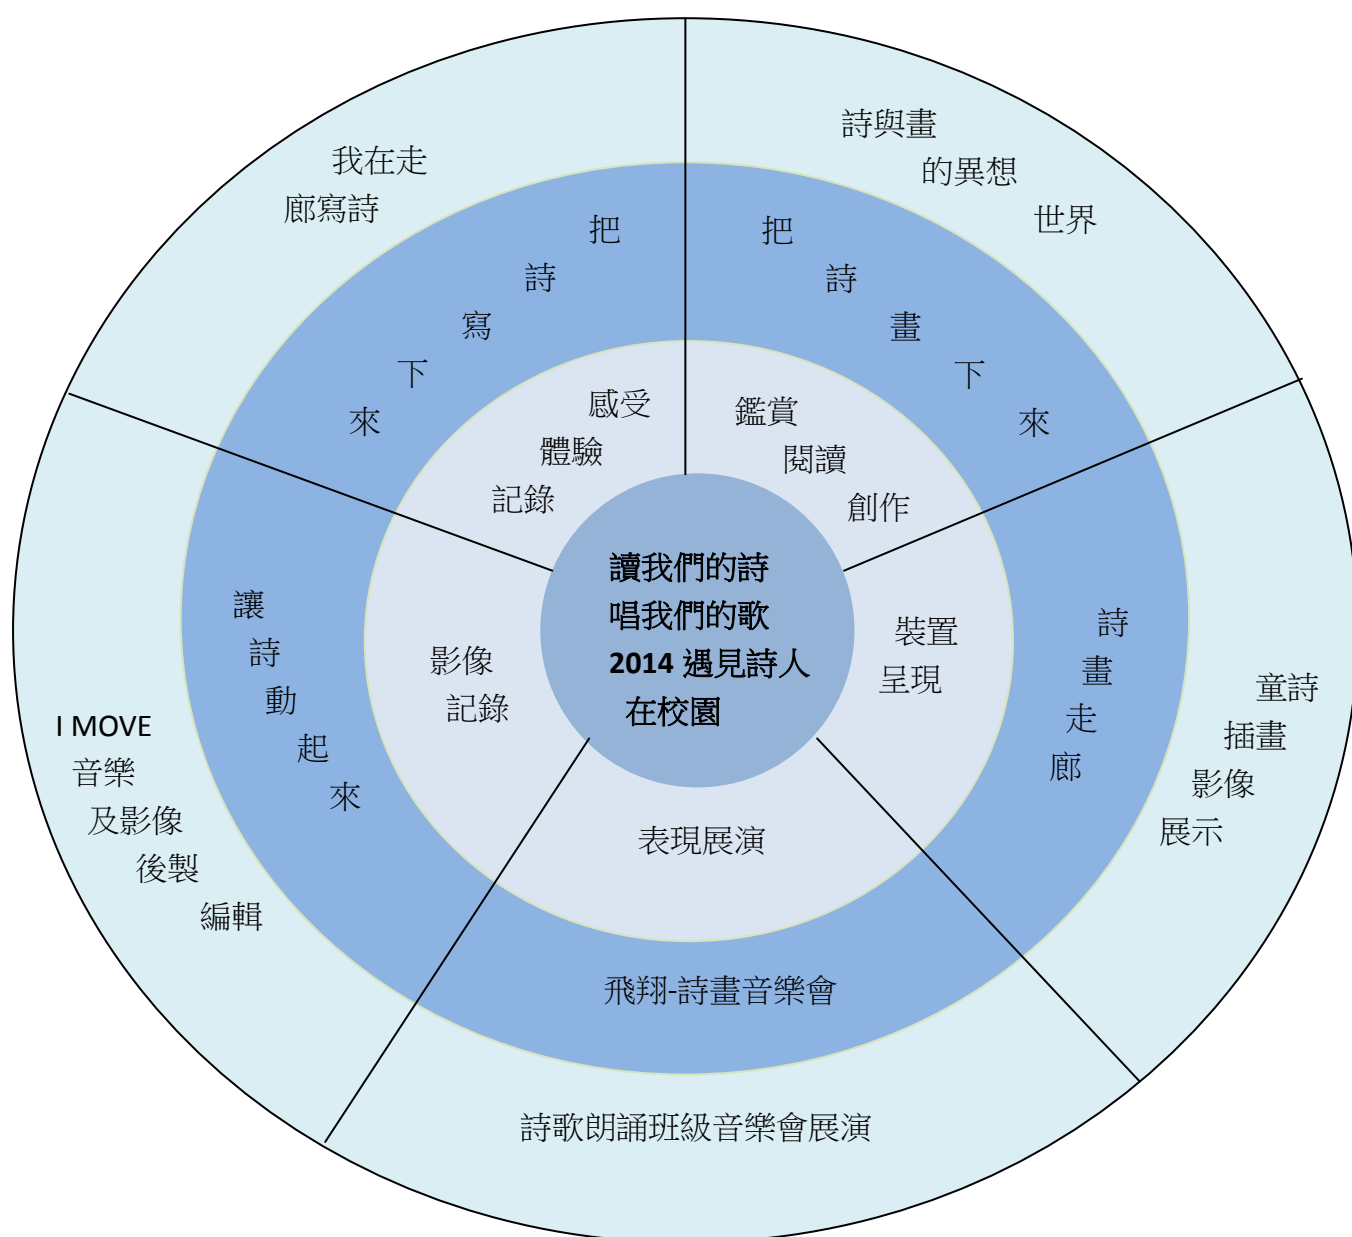 讀我們的詩
唱我們的歌
2014 遇見詩人
在校園
鑑賞
閱讀
創作
把詩畫下來
詩與畫
的異想
世界
裝置
呈現
詩畫走廊
童詩
插畫
影像
展示
表現展演
飛翔-詩畫音樂會
詩歌朗誦班級音樂會展演
影像
記錄
讓詩動起來
I MOVE
音樂
及影像
後製
編輯
感受
體驗
記錄
把詩寫下來
我在走
廊寫詩